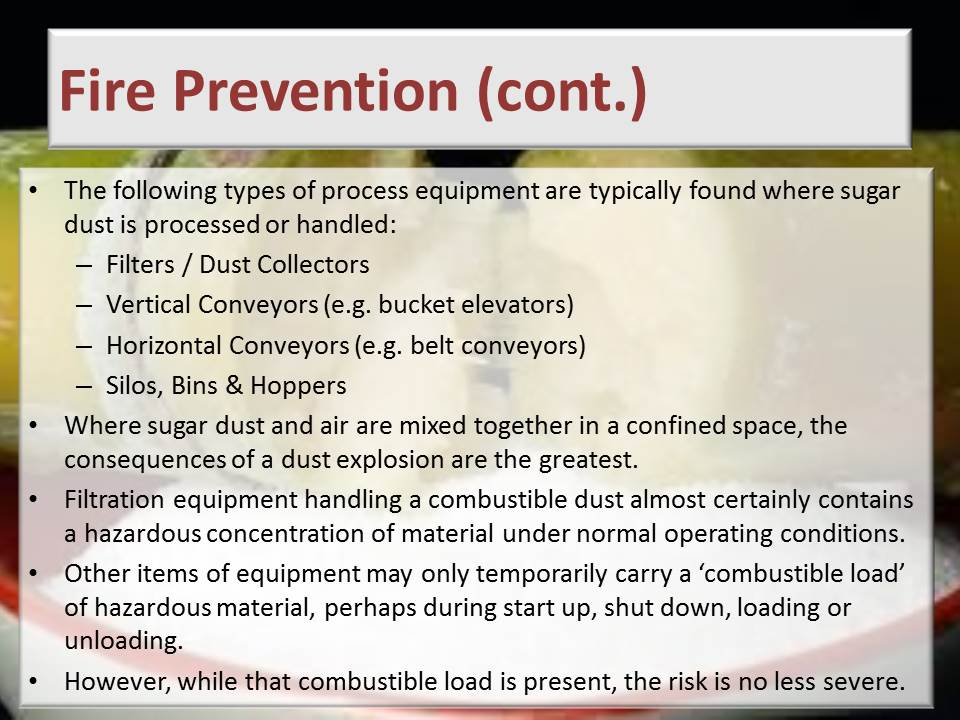 Fire Prevention (cont.)
• The following types of process equipment are typically found where sugar
dust is processed or handled:
– Filters / Dust Collectors
– Vertical Conveyors (e.g. bucket elevators)
– Horizontal Conveyors (e.g. belt conveyors)
– Silos, Bins & Hoppers
• Where sugar dust and air are mixed together in a confined space, the
consequences of a dust explosion are the greatest.
• Filtration equipment handling a combustible dust almost certainly contains
a hazardous concentration of material under normal operating conditions.
• Other items of equipment may only temporarily carry a ‘combustible load’
of hazardous material, perhaps during start up, shut down, loading or
unloading.
• However, while that combustible load is present, the risk is no less severe.